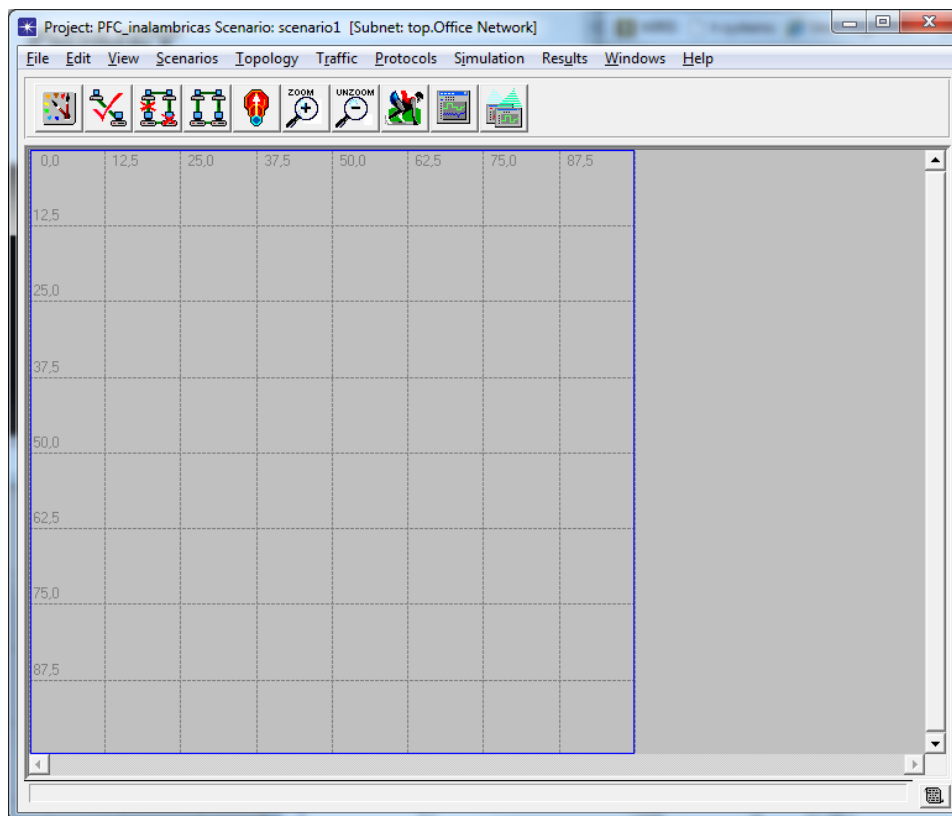 Project: PFC_inalambricas Scenario: scenario1 [Subnet: top.Office Network]
File Edit View Scenarios Topology Traffic Protocols Simulation Results Windows Help
ZOOM UNZOOM
0,0 12,5 25,0 37,5 50,0 62,5 75,0 87,5
12,5
25,0
37,5
50,0
62,5
75,0
87,5